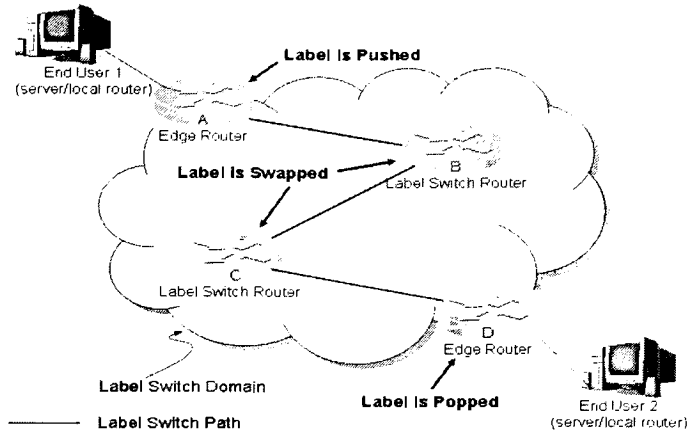 Label is Pushed
End User 1
(server/local router)
A
Edge Router
B
Label is Swapped
Label Switch Router
C
Label Switch Router
D
Edge Router
Label Switch Domain
Label is Popped
End User 2
(server/local router)
Label Switch Path